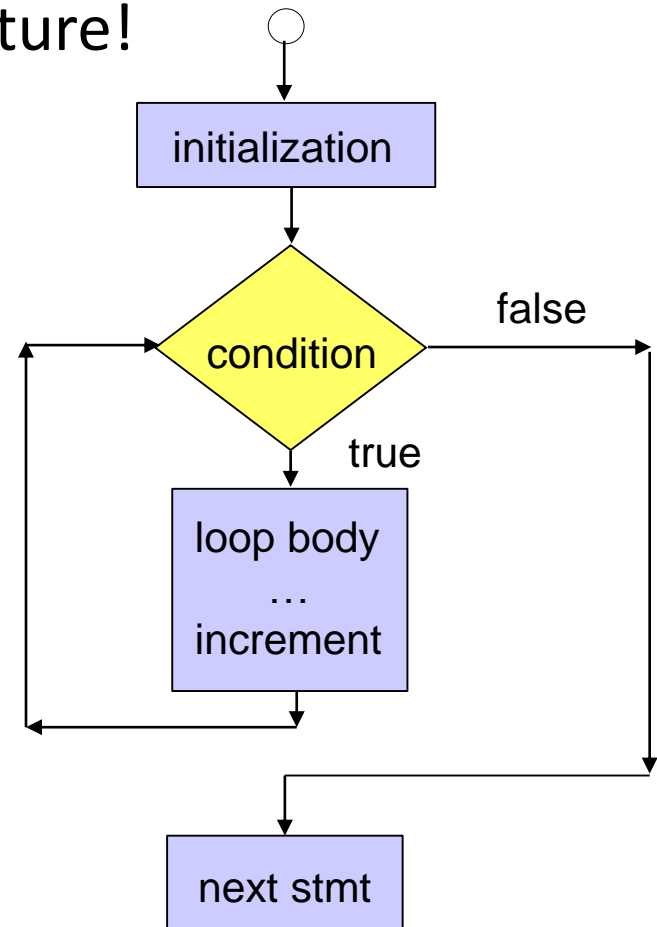 ture!
initialization
false
condition
true
loop body
…
increment
next stmt